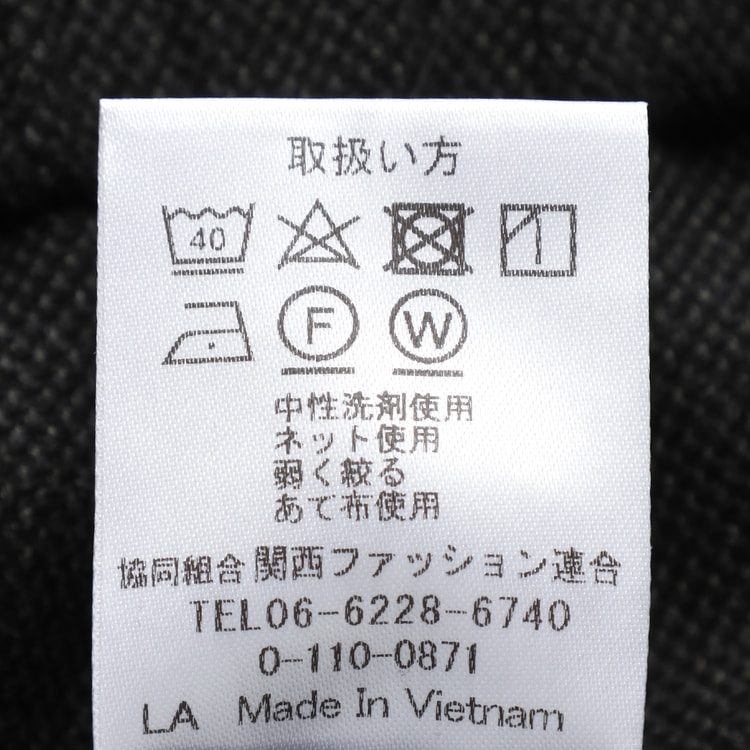 取扱い方
40
F W
中性洗剤使用
ネット使用
弱く絞る
あて布使用
協同組合関西ファッション連合
TEL06-6228-6740
0-110-0871
LA Made In Vietnam